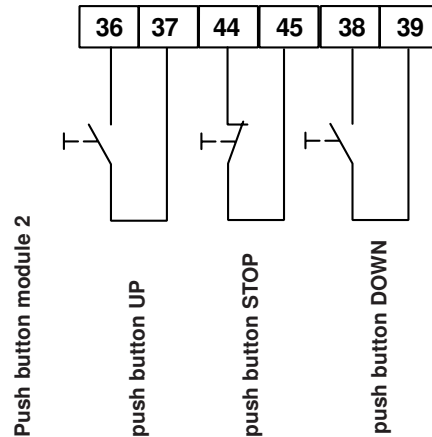 36 37 44 45 38 39
Push button module 2
push button UP
push button STOP
push button DOWN